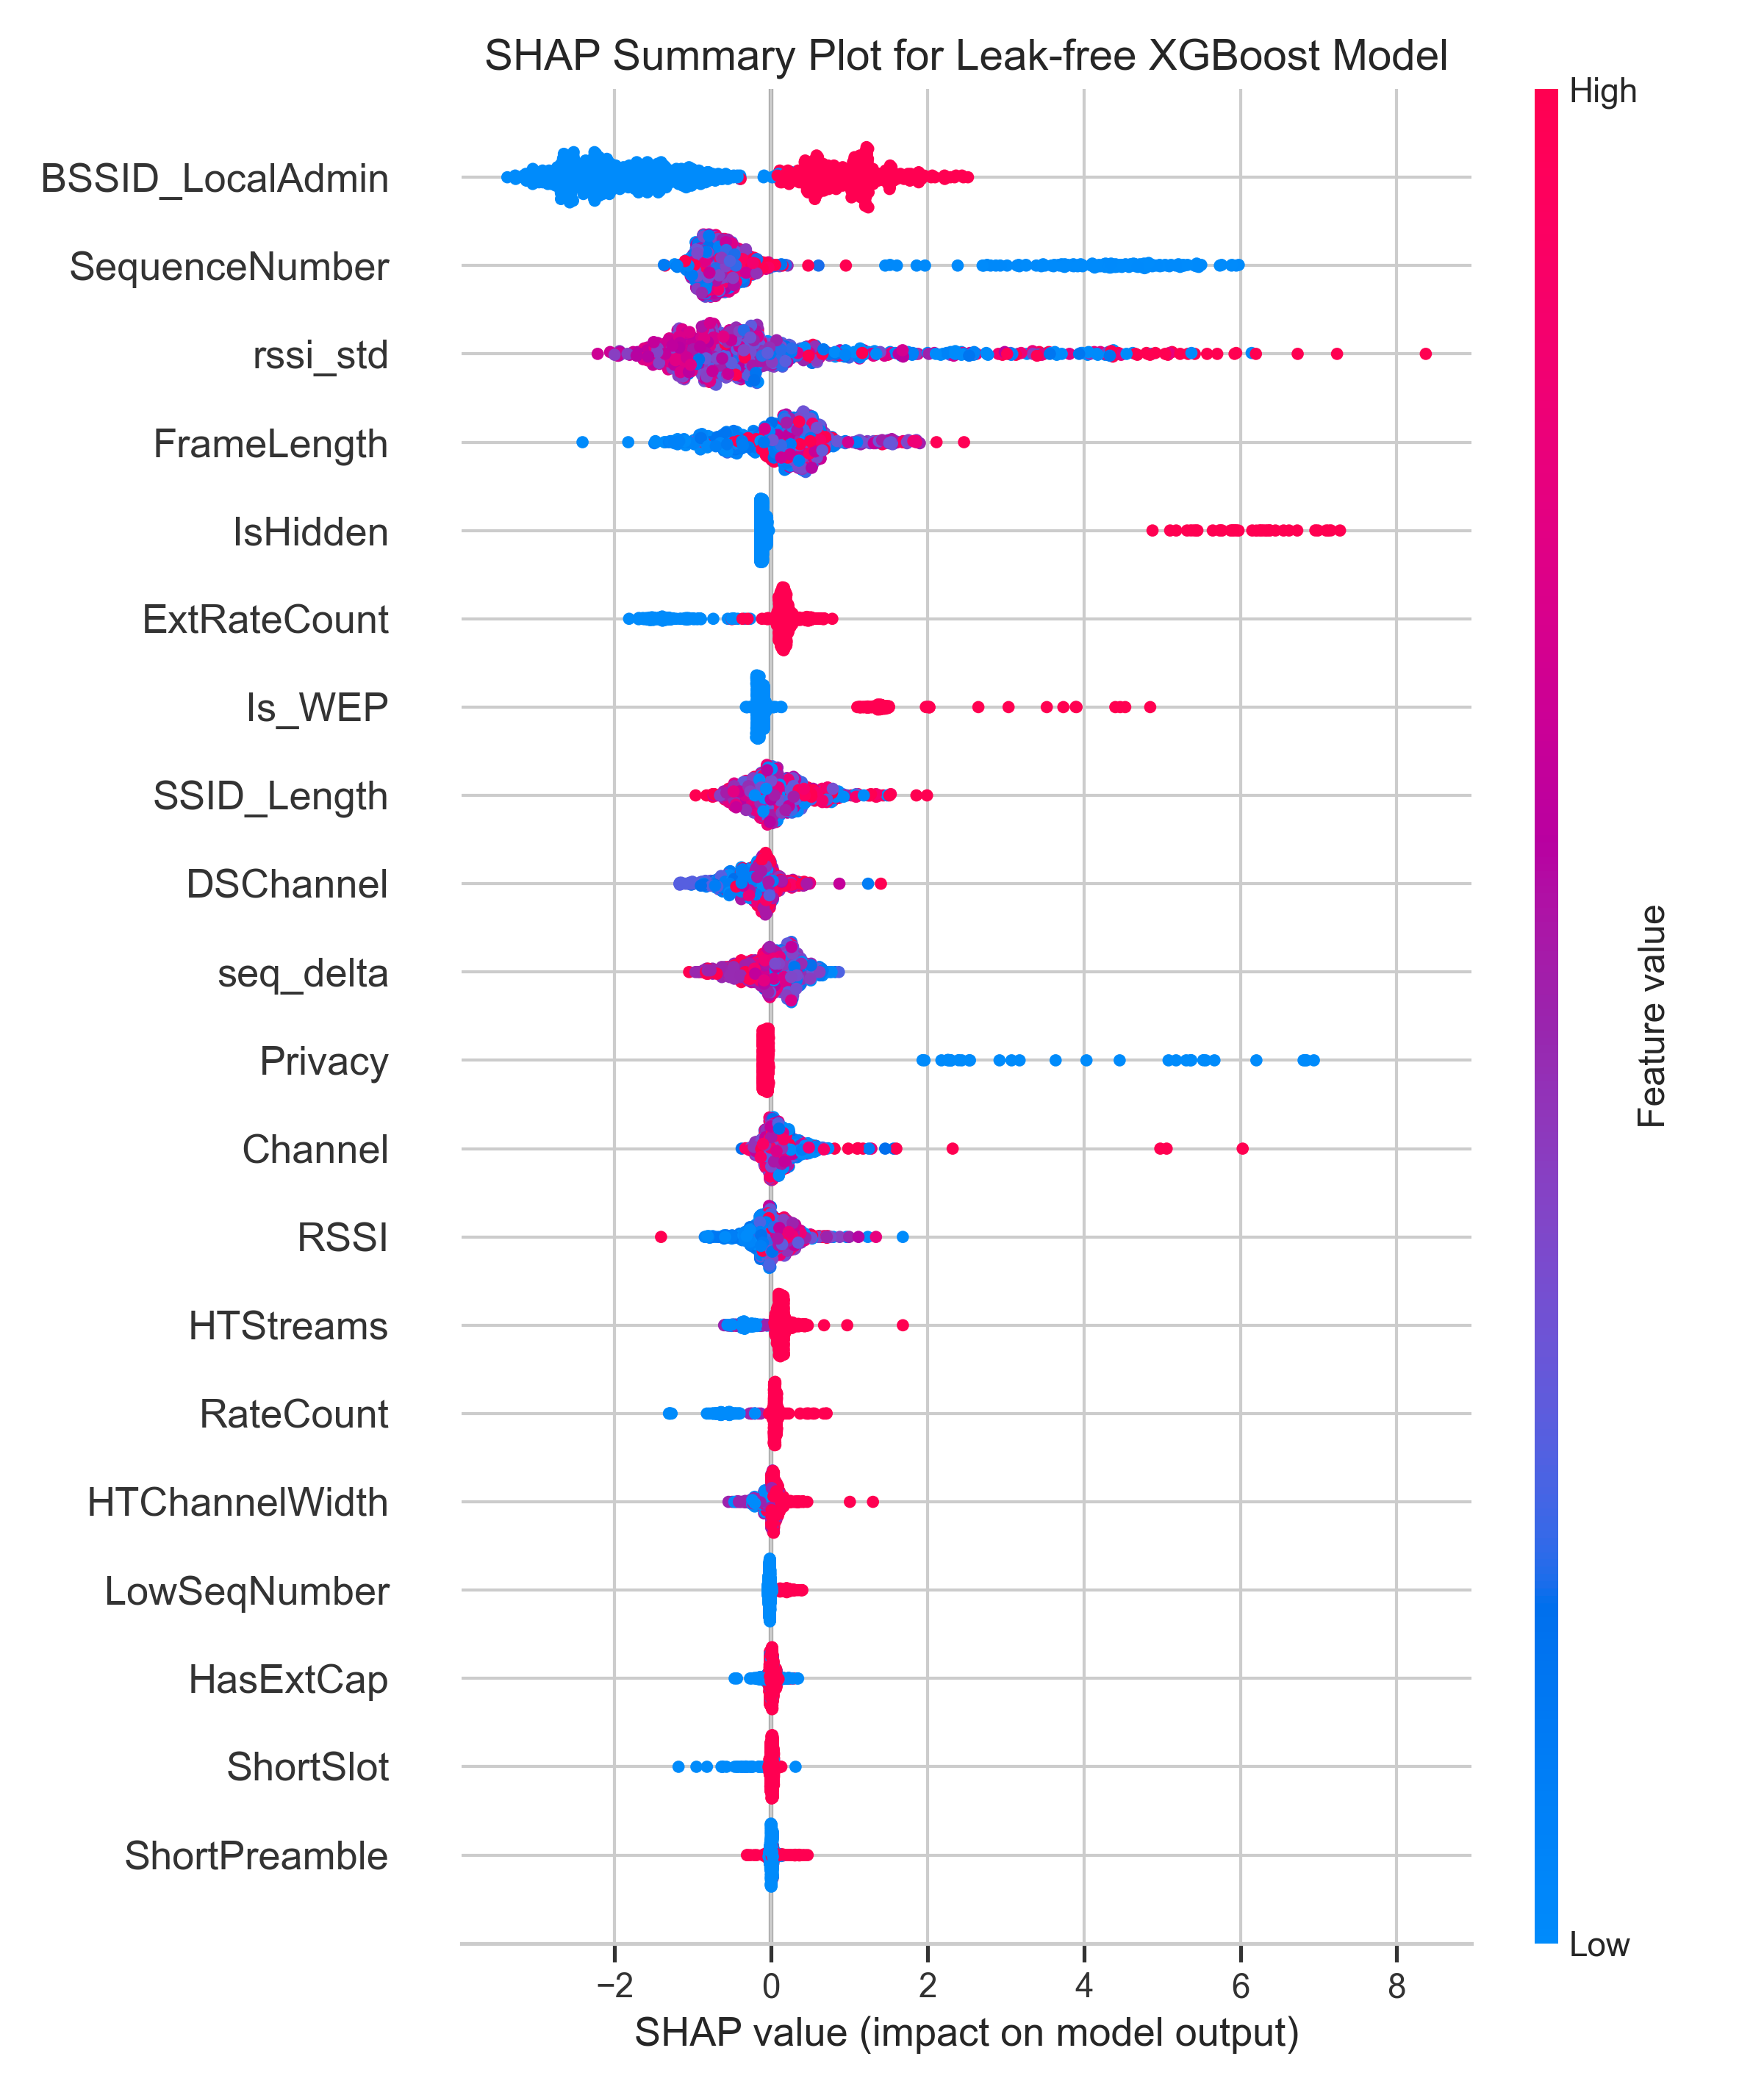 SHAP Summary Plot for Leak-free XGBoost Model
High
BSSID_LocalAdmin
SequenceNumber
rssi_std
FrameLength
IsHidden
ExtRateCount
Is_WEP
SSID_Length
DSChannel
seq_delta
Privacy
Channel
RSSI
HTStreams
RateCount
HTChannelWidth
LowSeqNumber
HasExtCap
ShortSlot
ShortPreamble
Feature value
Low
−2 0 2 4 6 8
SHAP value (impact on model output)